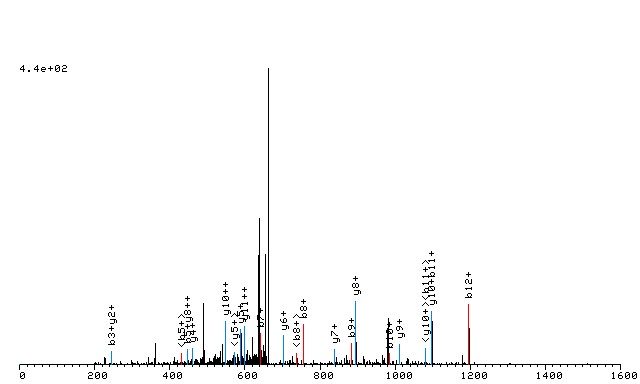 4.4e+02
b3+y2+
<b5+>
b5+y8++
y4++
y10++
<y5+>
y5+
y11++
b7+
y6+
<b8+>
b8+
y7+
b9+
y8+
b10+
y9+
<y10+>
<b11+>
y10+b11+
b12+
0 200 400 600 800 1000 1200 1400 1600